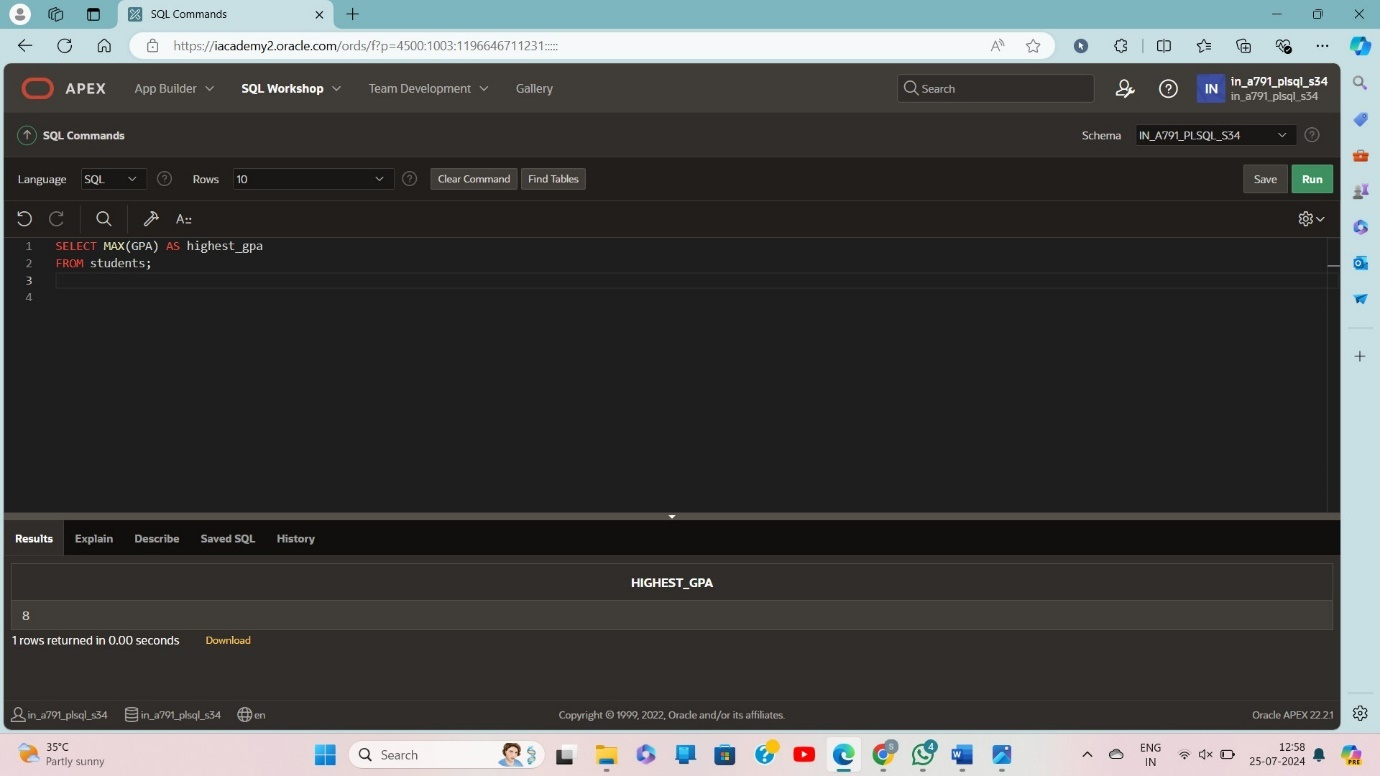 SQL Commands
https://iacademy2.oracle.com/ords/f?p=4500:1003:1196646711231:::::
APEX App Builder SQL Workshop Team Development Gallery Search IN in_a791_plsql_s34
in_a791_plsql_s34
SQL Commands Schema IN_A791_PLSQL_S34
Language SQL Rows 10 Clear Command Find Tables Save Run
A::
1 SELECT MAX(GPA) AS highest_gpa
2 FROM students;
3
4
Results Explain Describe Saved SQL History
HIGHEST_GPA
8
1 rows returned in 0.00 seconds Download
in_a791_plsql_s34 in_a791_plsql_s34 en Copyright © 1999, 2022, Oracle and/or its affiliates. Oracle APEX 22.2.1
35°C
Partly sunny
Search
4
ENG
IN
12:58
25-07-2024
PRE